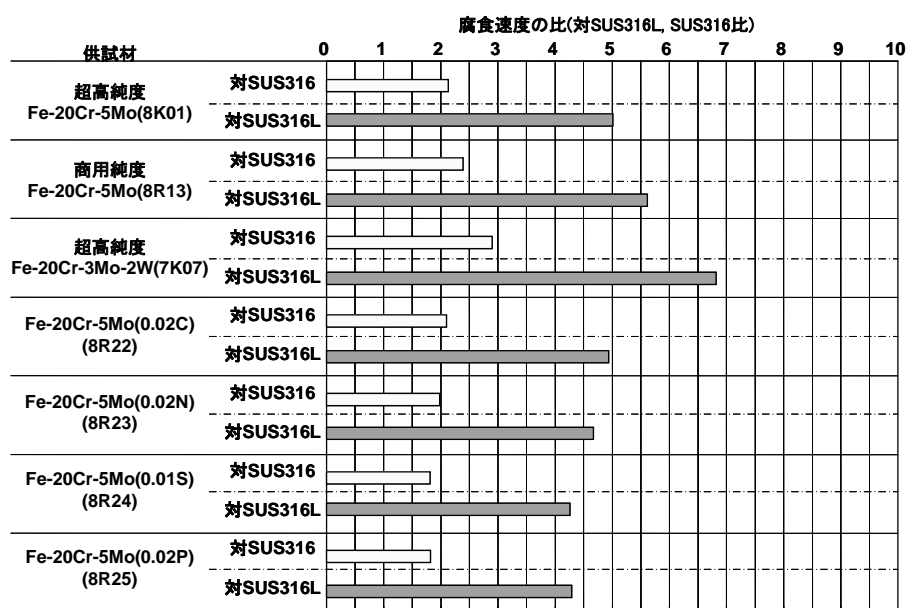 腐食速度の比(対SUS316L, SUS316比)
供試材
0 1 2 3 4 5 6 7 8 9 10
超高純度
Fe-20Cr-5Mo(8K01)
対SUS316
対SUS316L
商用純度
Fe-20Cr-5Mo(8R13)
対SUS316
対SUS316L
超高純度
Fe-20Cr-3Mo-2W(7K07)
対SUS316
対SUS316L
Fe-20Cr-5Mo(0.02C)
(8R22)
対SUS316
対SUS316L
Fe-20Cr-5Mo(0.02N)
(8R23)
対SUS316
対SUS316L
Fe-20Cr-5Mo(0.01S)
(8R24)
対SUS316
対SUS316L
Fe-20Cr-5Mo(0.02P)
(8R25)
対SUS316
対SUS316L